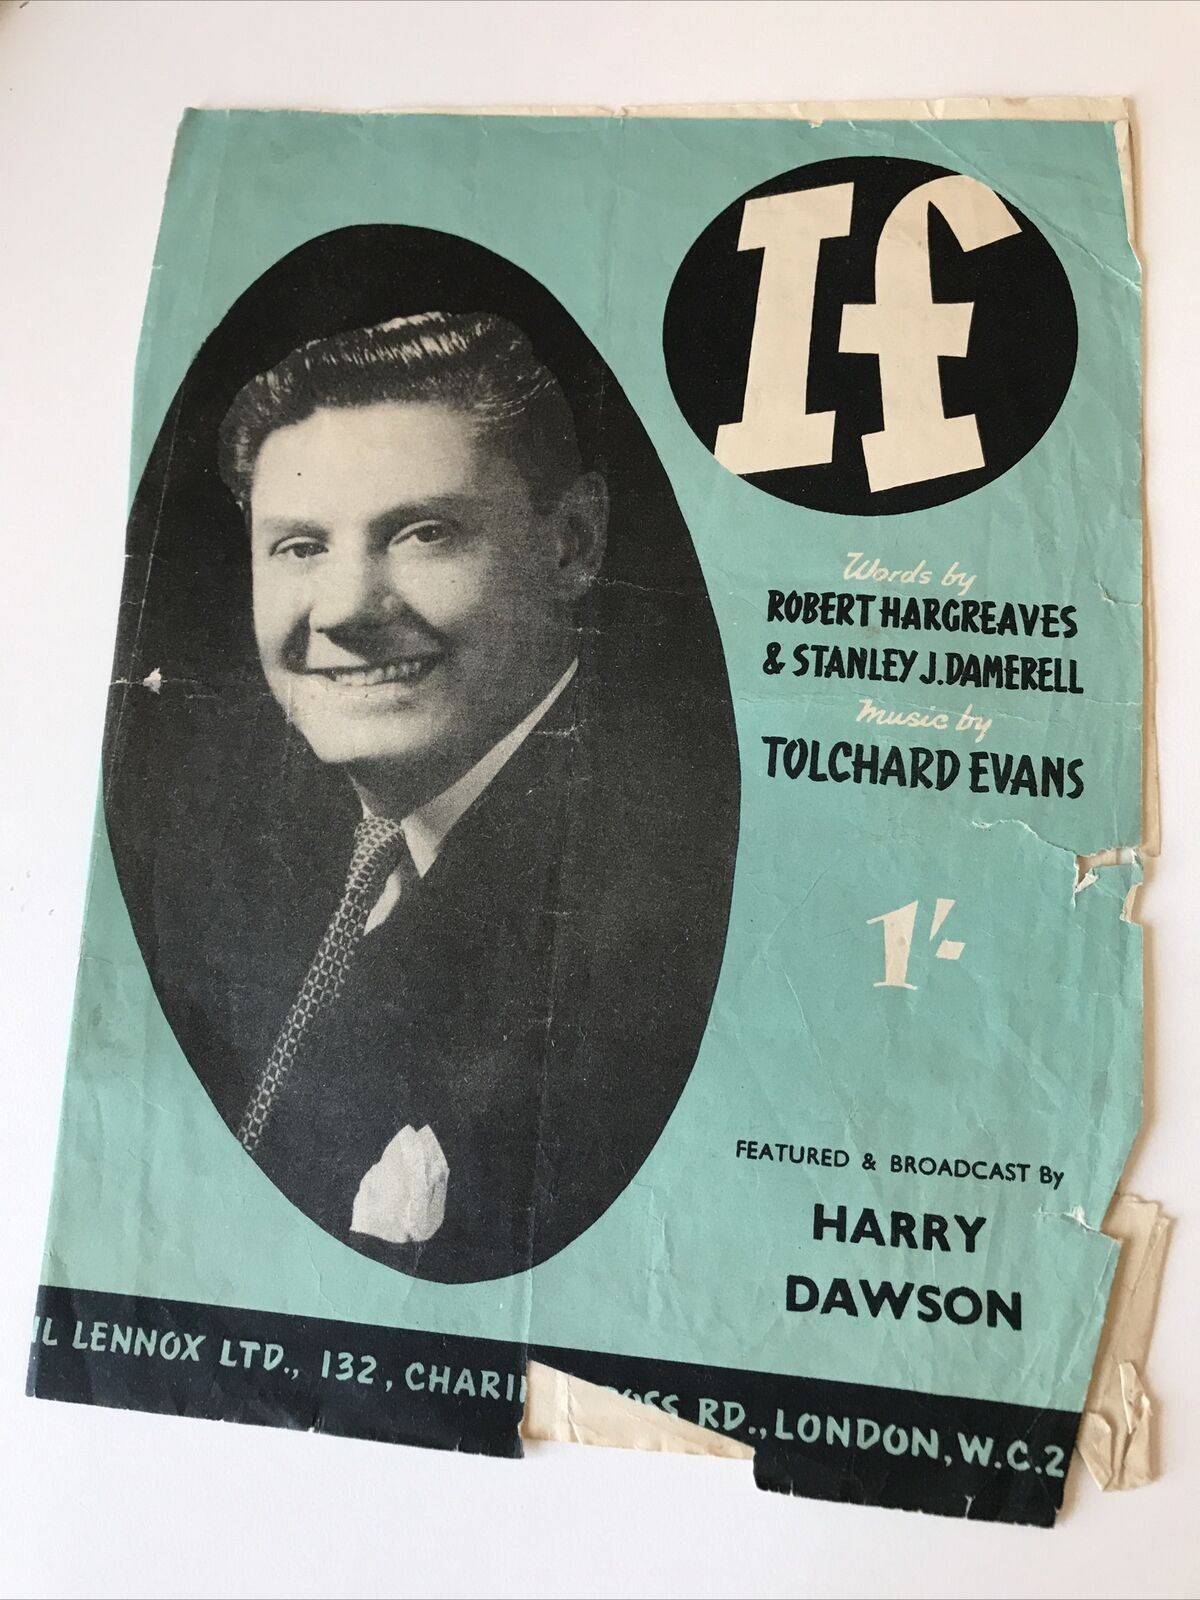 If
Words by
ROBERT HARGREAVES
& STANLEY J. DAMERELL
Music by
TOLCHARD EVANS
1/-
FEATURED & BROADCAST By
HARRY
DAWSON
LENNOX LTD., 132, RD., LONDON, W.C.2